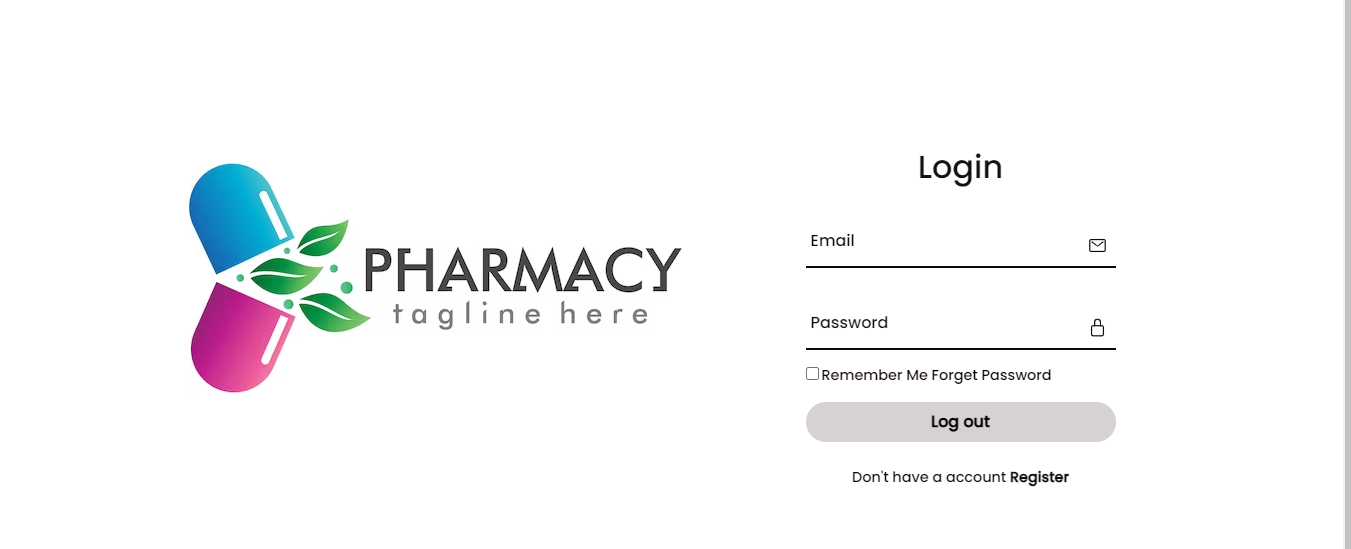 PHARMACY
tagline here
Login
Email
Password
Remember Me Forget Password
Log out
Don't have a account Register